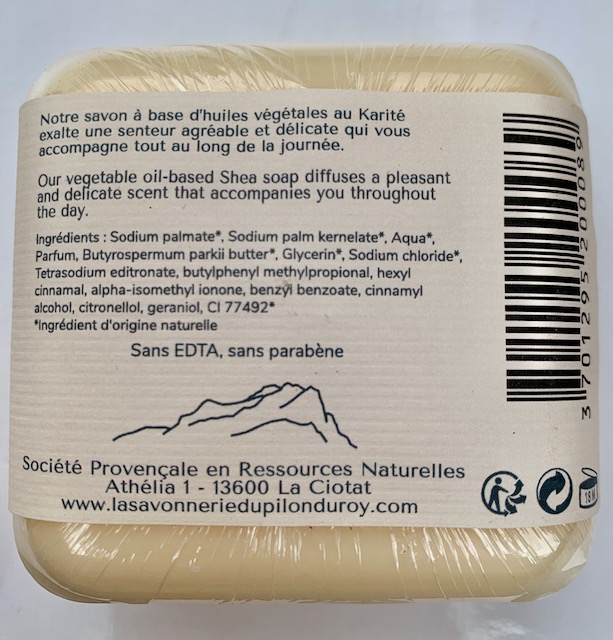 Notre savon à base d'huiles végétales au Karité
exalte une senteur agréable et délicate qui vous
accompagne tout au long de la journée.
Our vegetable oil-based Shea soap diffuses a pleasant
and delicate scent that accompanies you throughout
the day.
Ingrédients : Sodium palmate*, Sodium palm kernelate*, Aqua*,
Parfum, Butyrospermum parkii butter*, Glycerin*, Sodium chloride*,
Tetrasodium editronate, butylphenyl methylpropional, hexyl
cinnamal, alpha-isomethyl ionone, benzyl benzoate, cinnamyl
alcohol, citronellol, geraniol, CI 77492*
*Ingrédient d'origine naturelle
Sans EDTA, sans parabène
Société Provençale en Ressources Naturelles
Athélia 1 - 13600 La Ciotat
www.lasavonneriedupilonduroy.com
3 701295 200089
18 M